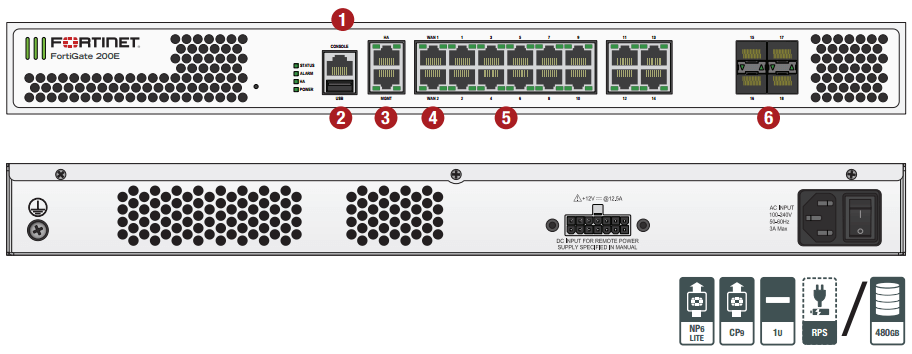 1
FORTINET
FortiGate 200E
CONSOLE
STATUS
ALARM
HA
POWER
USB
HA
MGMT
WAN 1 1 3 5 7 9
WAN 2 2 4 6 8 10
11 13
12 14
15 17
16 18
2 3 4 5 6
+12V @12.5A
DC INPUT FOR REMOTE POWER
SUPPLY SPECIFIED IN MANUAL
AC INPUT
100-240V
50-60Hz
3A Max
NP6
LITE
CP9
1U
RPS
/
480GB